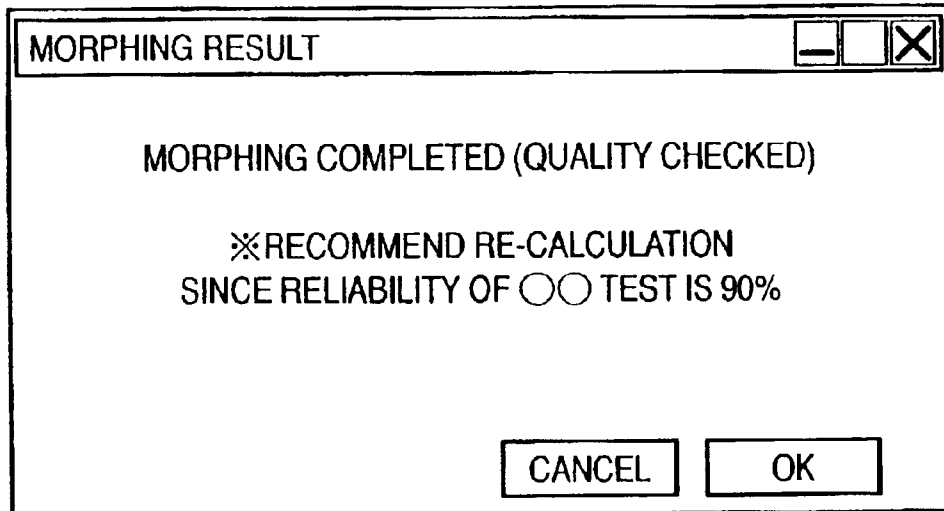 MORPHING RESULT
MORPHING COMPLETED (QUALITY CHECKED)
※RECOMMEND RE-CALCULATION
SINCE RELIABILITY OF ○○ TEST IS 90%
CANCEL
OK